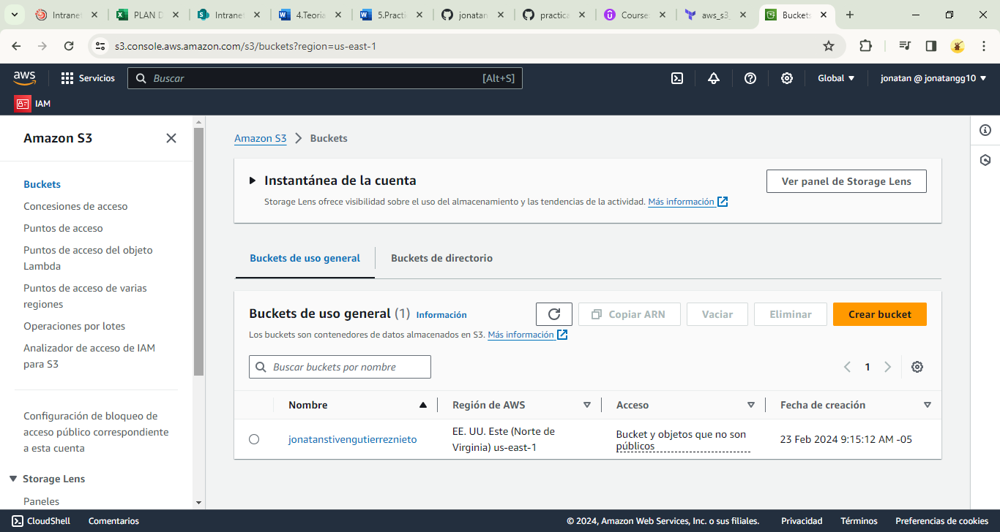 Intranet
PLAN D
Intranet
4.Teoria
5.Practi
jonatan
practica
Course
aws_s3_
Buckets
s3.console.aws.amazon.com/s3/buckets?region=us-east-1
aws
Servicios
Buscar
[Alt+S]
Global
jonatan @ jonatangg10
IAM
Amazon S3
Buckets
Concesiones de acceso
Puntos de acceso
Puntos de acceso del objeto
Lambda
Puntos de acceso de varias
regiones
Operaciones por lotes
Analizador de acceso de IAM
para S3
Configuración de bloqueo de
acceso público correspondiente
a esta cuenta
Storage Lens
Paneles
Amazon S3 > Buckets
Instantánea de la cuenta
Storage Lens ofrece visibilidad sobre el uso del almacenamiento y las tendencias de la actividad. Más información
Ver panel de Storage Lens
Buckets de uso general
Buckets de directorio
Buckets de uso general (1) Información
Copiar ARN
Vaciar
Eliminar
Crear bucket
Los buckets son contenedores de datos almacenados en S3. Más información
Buscar buckets por nombre
1
Nombre
Región de AWS
Acceso
Fecha de creación
jonatanstivengutierreznieto
EE. UU. Este (Norte de
Virginia) us-east-1
Bucket y objetos que no son
públicos
23 Feb 2024 9:15:12 AM -05
CloudShell
Comentarios
© 2024, Amazon Web Services, Inc. o sus filiales.
Privacidad
Términos
Preferencias de cookies